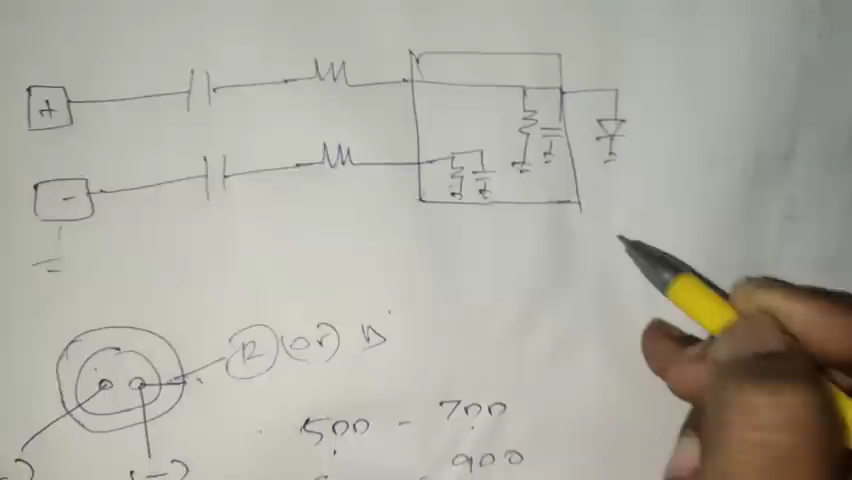 +
-
R (or) D
500 - 700
900
(-)